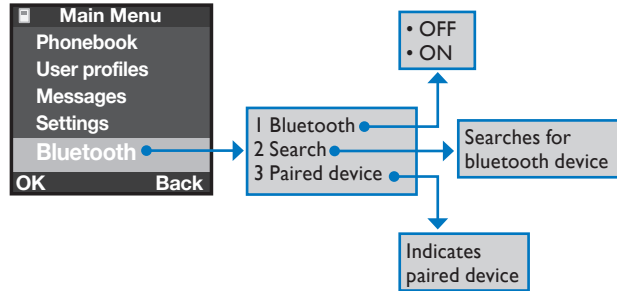 Main Menu
Phonebook
User profiles
Messages
Settings
Bluetooth
OK Back
1 Bluetooth
2 Search
3 Paired device
• OFF
• ON
Searches for
bluetooth device
Indicates
paired device